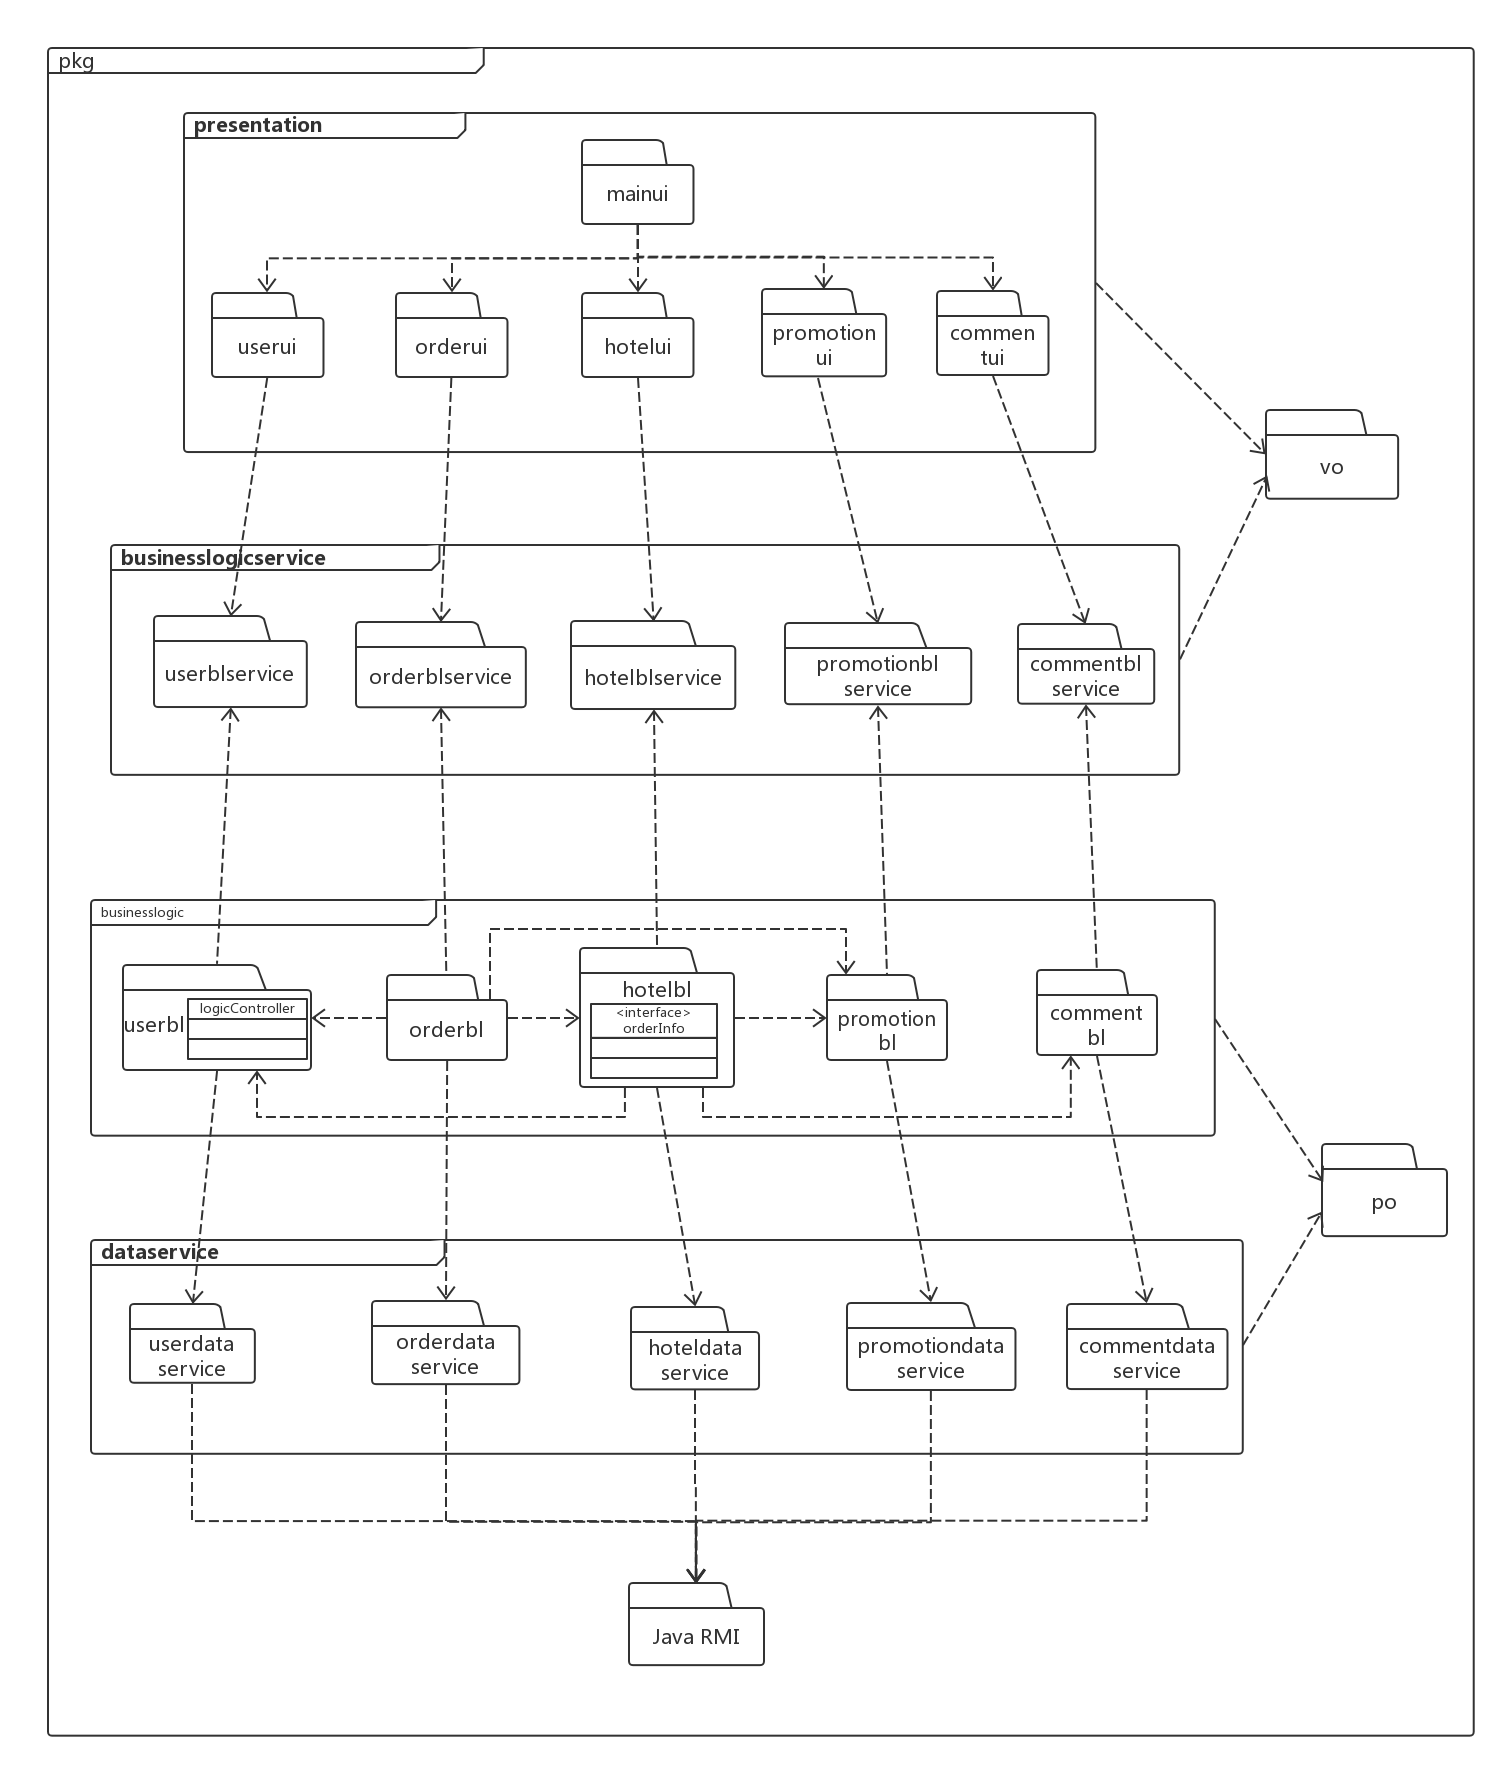 pkg
presentation
mainui
userui
orderui
hotelui
promotion
ui
commen
tui
vo
businesslogicservice
userblservice
orderblservice
hotelblservice
promotionbl
service
commentbl
service
businesslogic
userbl
logicController
orderbl
hotelbl
<interface>
orderInfo
promotion
bl
comment
bl
po
dataservice
userdata
service
orderdata
service
hoteldata
service
promotiondata
service
commentdata
service
Java RMI